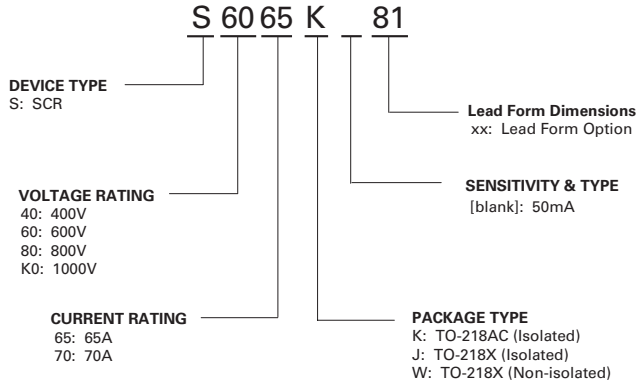 S 60 65 K 81
DEVICE TYPE
S: SCR
Lead Form Dimensions
xx: Lead Form Option
VOLTAGE RATING
40: 400V
60: 600V
80: 800V
K0: 1000V
SENSITIVITY & TYPE
[blank]: 50mA
CURRENT RATING
65: 65A
70: 70A
PACKAGE TYPE
K: TO-218AC (Isolated)
J: TO-218X (Isolated)
W: TO-218X (Non-isolated)